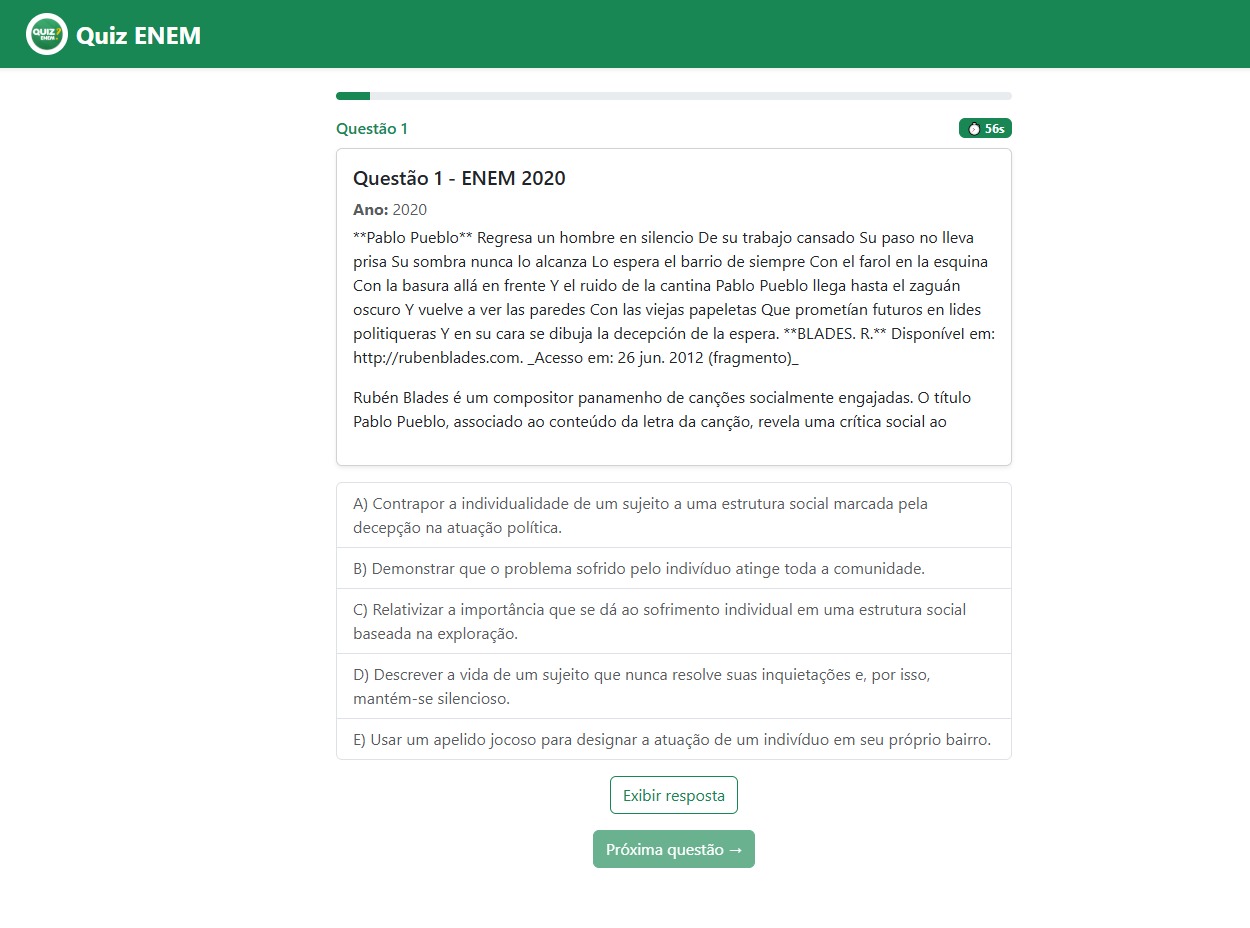 QUIZ?
ENEM
Quiz ENEM
Questão 1
56s
Questão 1 - ENEM 2020
Ano: 2020
**Pablo Pueblo** Regresa un hombre en silencio De su trabajo cansado Su paso no lleva
prisa Su sombra nunca lo alcanza Lo espera el barrio de siempre Con el farol en la esquina
Con la basura allá en frente Y el ruido de la cantina Pablo Pueblo llega hasta el zaguán
oscuro Y vuelve a ver las paredes Con las viejas papeletas Que prometían futuros en lides
politiqueras Y en su cara se dibuja la decepción de la espera. **BLADES. R.** Disponível em:
http://rubenblades.com. _Acesso em: 26 jun. 2012 (fragmento)_
Rubén Blades é um compositor panamenho de canções socialmente engajadas. O título
Pablo Pueblo, associado ao conteúdo da letra da canção, revela uma crítica social ao
A) Contrapor a individualidade de um sujeito a uma estrutura social marcada pela
decepção na atuação política.
B) Demonstrar que o problema sofrido pelo indivíduo atinge toda a comunidade.
C) Relativizar a importância que se dá ao sofrimento individual em uma estrutura social
baseada na exploração.
D) Descrever a vida de um sujeito que nunca resolve suas inquietações e, por isso,
mantém-se silencioso.
E) Usar um apelido jocoso para designar a atuação de um indivíduo em seu próprio bairro.
Exibir resposta
Próxima questão →